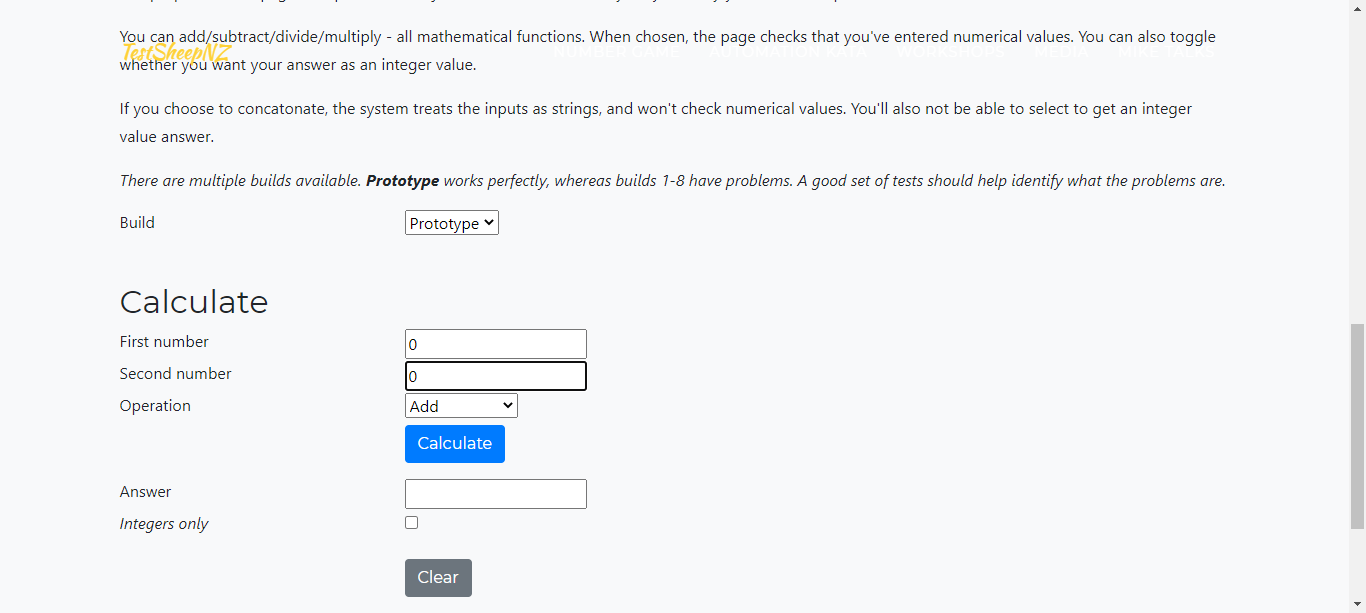 You can add/subtract/divide/multiply - all mathematical functions. When chosen, the page checks that you've entered numerical values. You can also toggle
TestSheepNZ
whether you want your answer as an integer value.
If you choose to concatonate, the system treats the inputs as strings, and won't check numerical values. You'll also not be able to select to get an integer
value answer.
There are multiple builds available. Prototype works perfectly, whereas builds 1-8 have problems. A good set of tests should help identify what the problems are.
Build Prototype
Calculate
First number 0
Second number 0
Operation Add
Calculate
Answer
Integers only
Clear